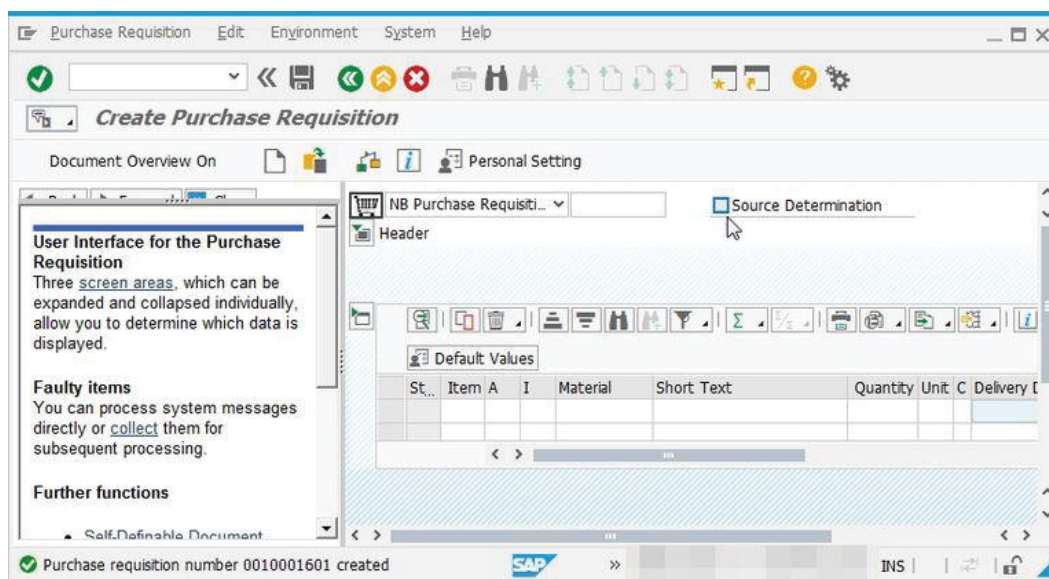 Purchase Requisition Edit Environment System Help
Create Purchase Requisition
Document Overview On Personal Setting
NB Purchase Requisiti... Source Determination
Header
User Interface for the Purchase
Requisition
Three screen areas, which can be
expanded and collapsed individually,
allow you to determine which data is
displayed.
Faulty items
You can process system messages
directly or collect them for
subsequent processing.
Further functions
Self-Definable Document
Default Values
St... Item A I Material Short Text Quantity Unit C Delivery D
Purchase requisition number 0010001601 created SAP INS